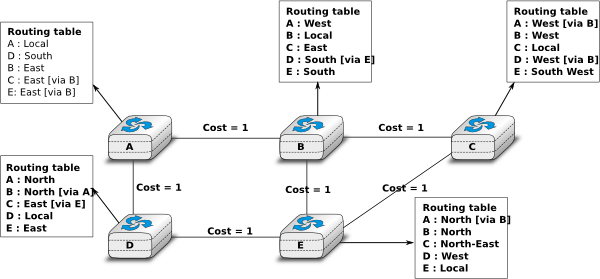 Routing table
A : Local
D : South
B : East
C : East [via B]
E: East [via B]
Routing table
A : West
B : Local
C : East
D : South [via E]
E : South
Routing table
A : West [via B]
B : West
C : Local
D : West [via B]
E : South West
A
Cost = 1
B
Cost = 1
C
Cost = 1
Cost = 1
Cost = 1
Routing table
A : North
B : North [via A]
C : East [via E]
D : Local
E : East
D
Cost = 1
E
Routing table
A : North [via B]
B : North
C : North-East
D : West
E : Local